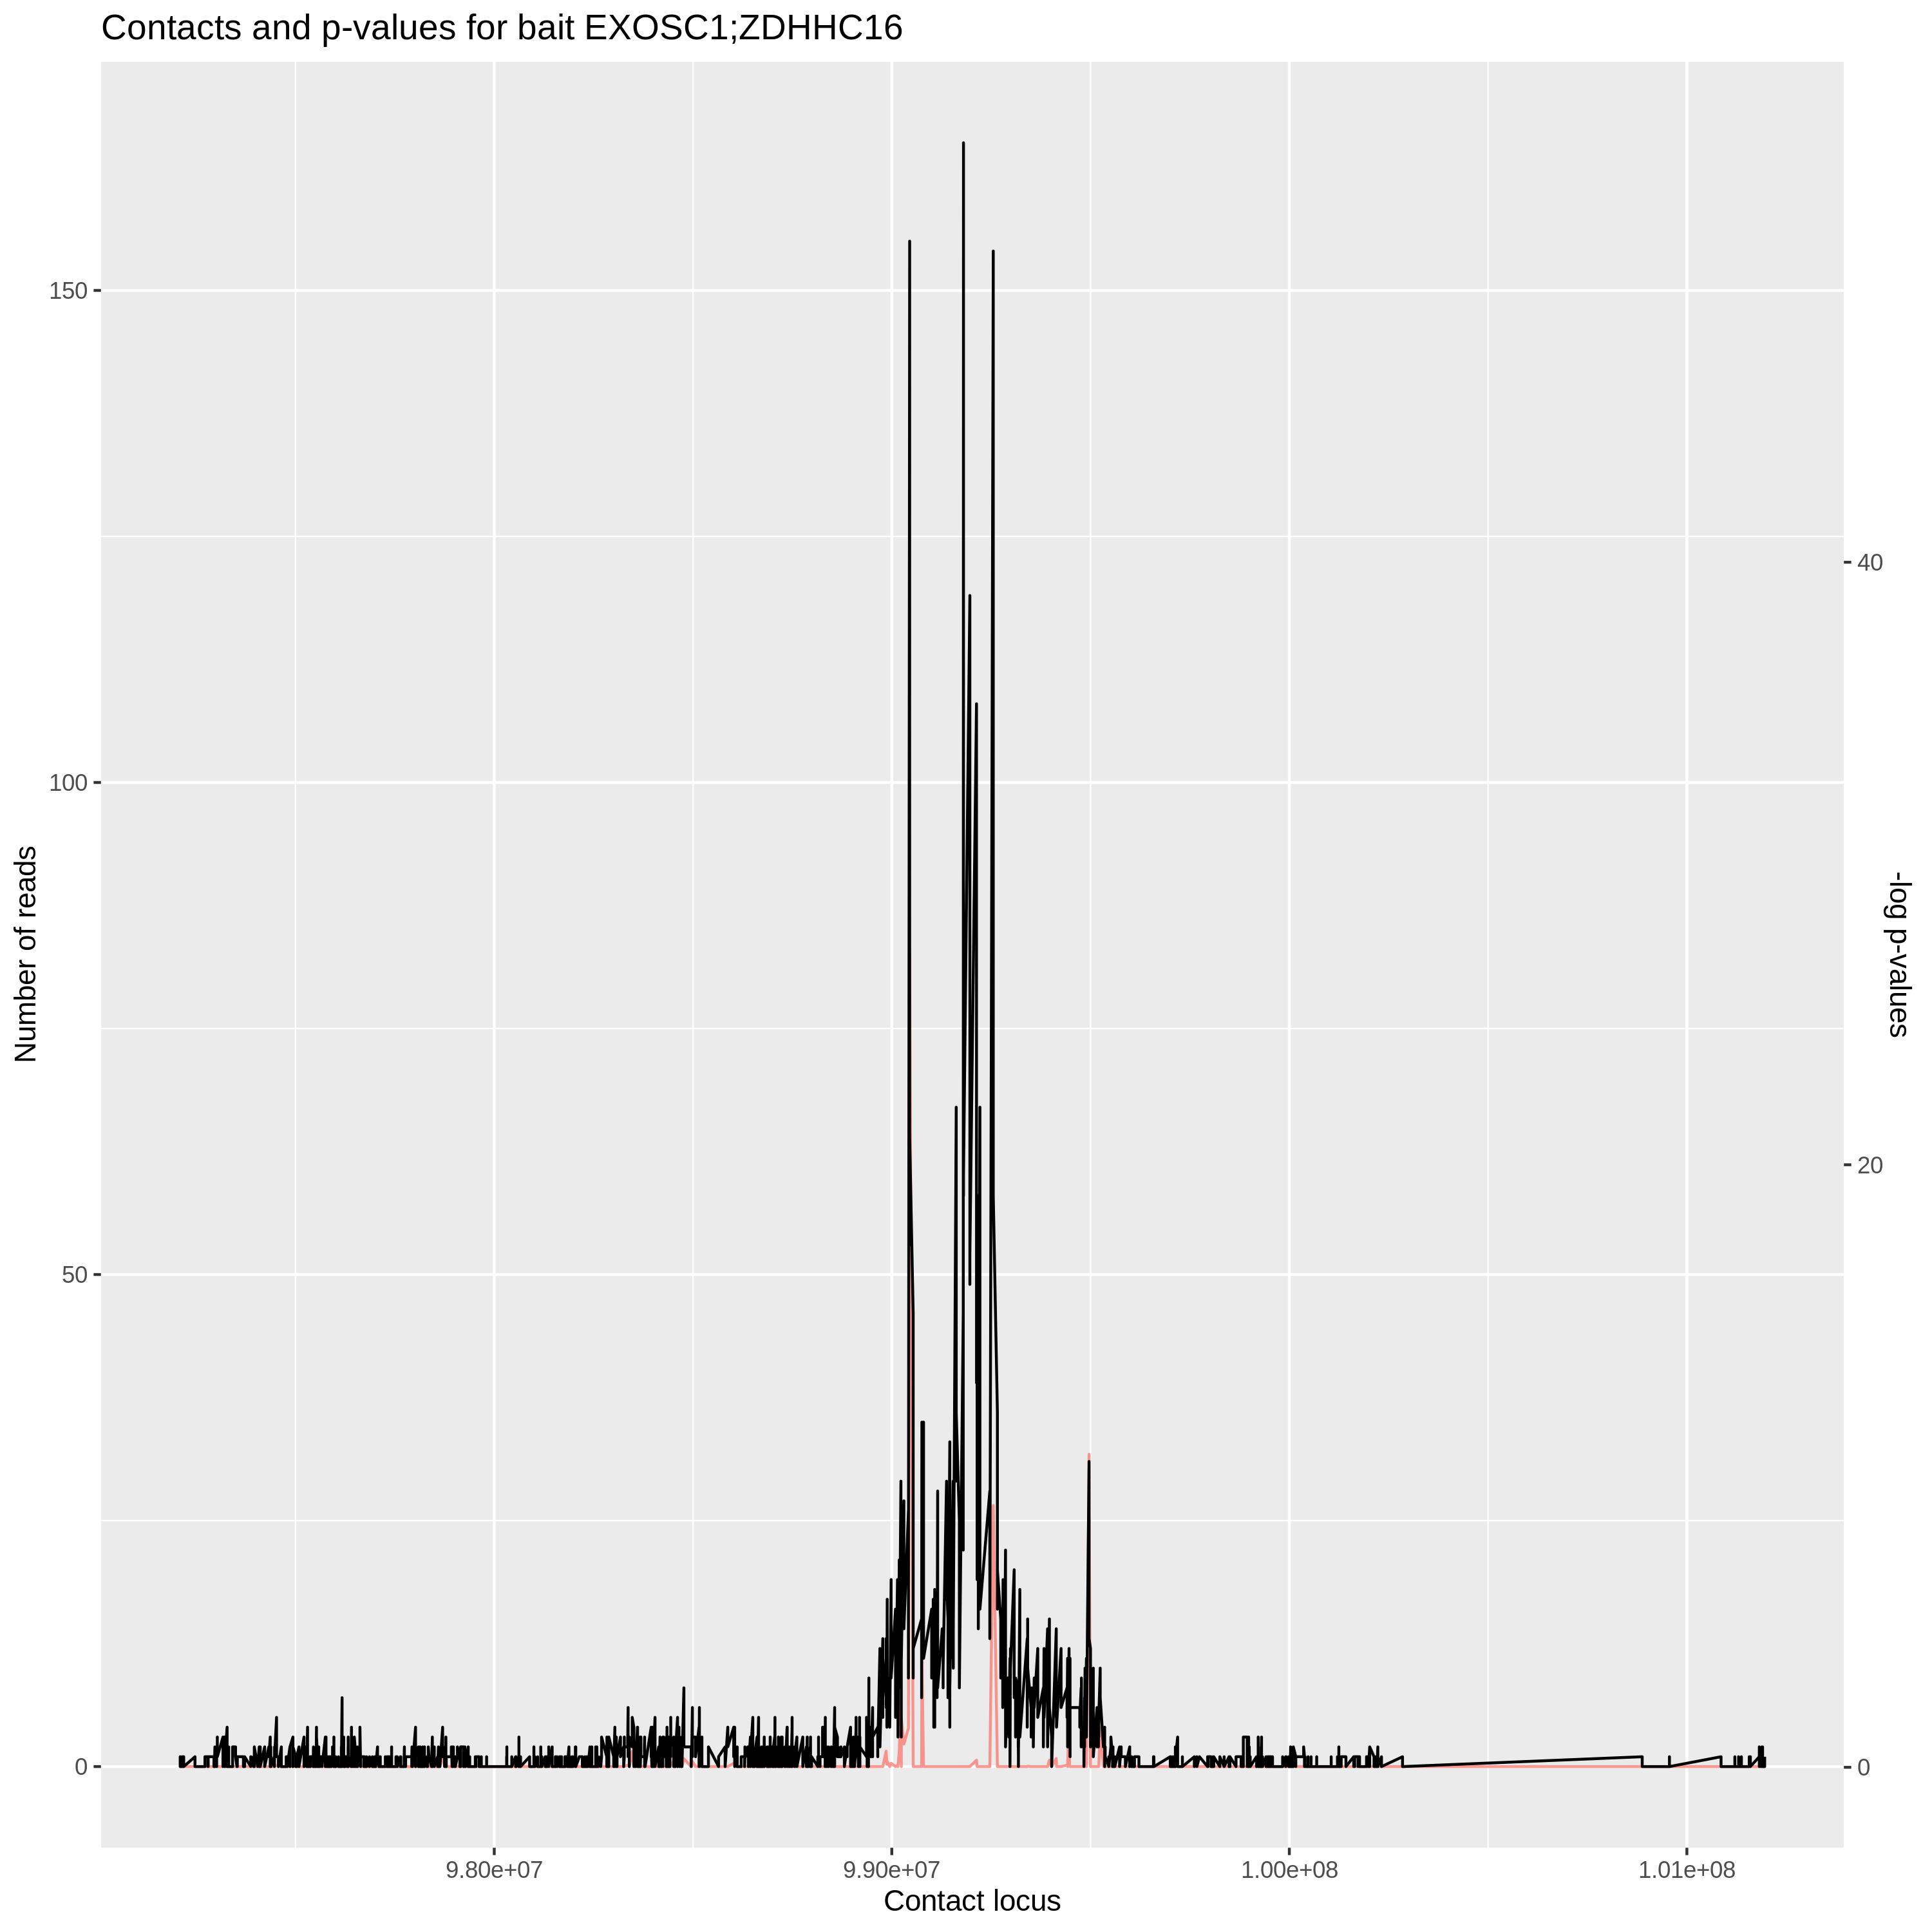 Contacts and p-values for bait EXOSC1;ZDHHC16
150
100
50
0
Number of reads
40
20
0
-log p-values
9.80e+07
9.90e+07
1.00e+08
1.01e+08
Contact locus